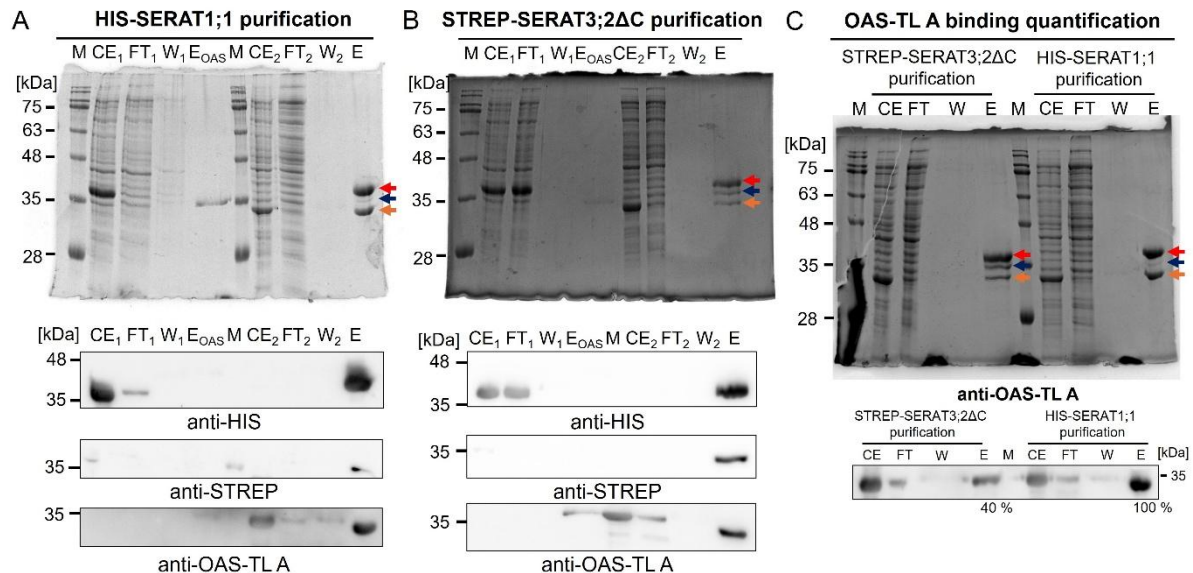 A
HIS-SERAT1;1 purification
M CE₁ FT₁ W₁ E_OAS M CE₂ FT₂ W₂ E
[kDa]
75
63
48
35
28
[kDa] CE₁ FT₁ W₁ E_OAS M CE₂ FT₂ W₂ E
48
35
anti-HIS
35
anti-STREP
35
anti-OAS-TL A
B
STREP-SERAT3;2ΔC purification
M CE₁ FT₁ W₁ E_OAS CE₂ FT₂ W₂ E
[kDa]
75
63
48
35
28
[kDa] CE₁ FT₁ W₁ E_OAS M CE₂ FT₂ W₂ E
48
35
anti-HIS
35
anti-STREP
35
anti-OAS-TL A
C
OAS-TL A binding quantification
STREP-SERAT3;2ΔC HIS-SERAT1;1
purification purification
M CE FT W E M CE FT W E
[kDa]
75
63
48
35
28
anti-OAS-TL A
STREP-SERAT3;2ΔC HIS-SERAT1;1
purification purification
CE FT W E M CE FT W E [kDa]
35
40 % 100 %